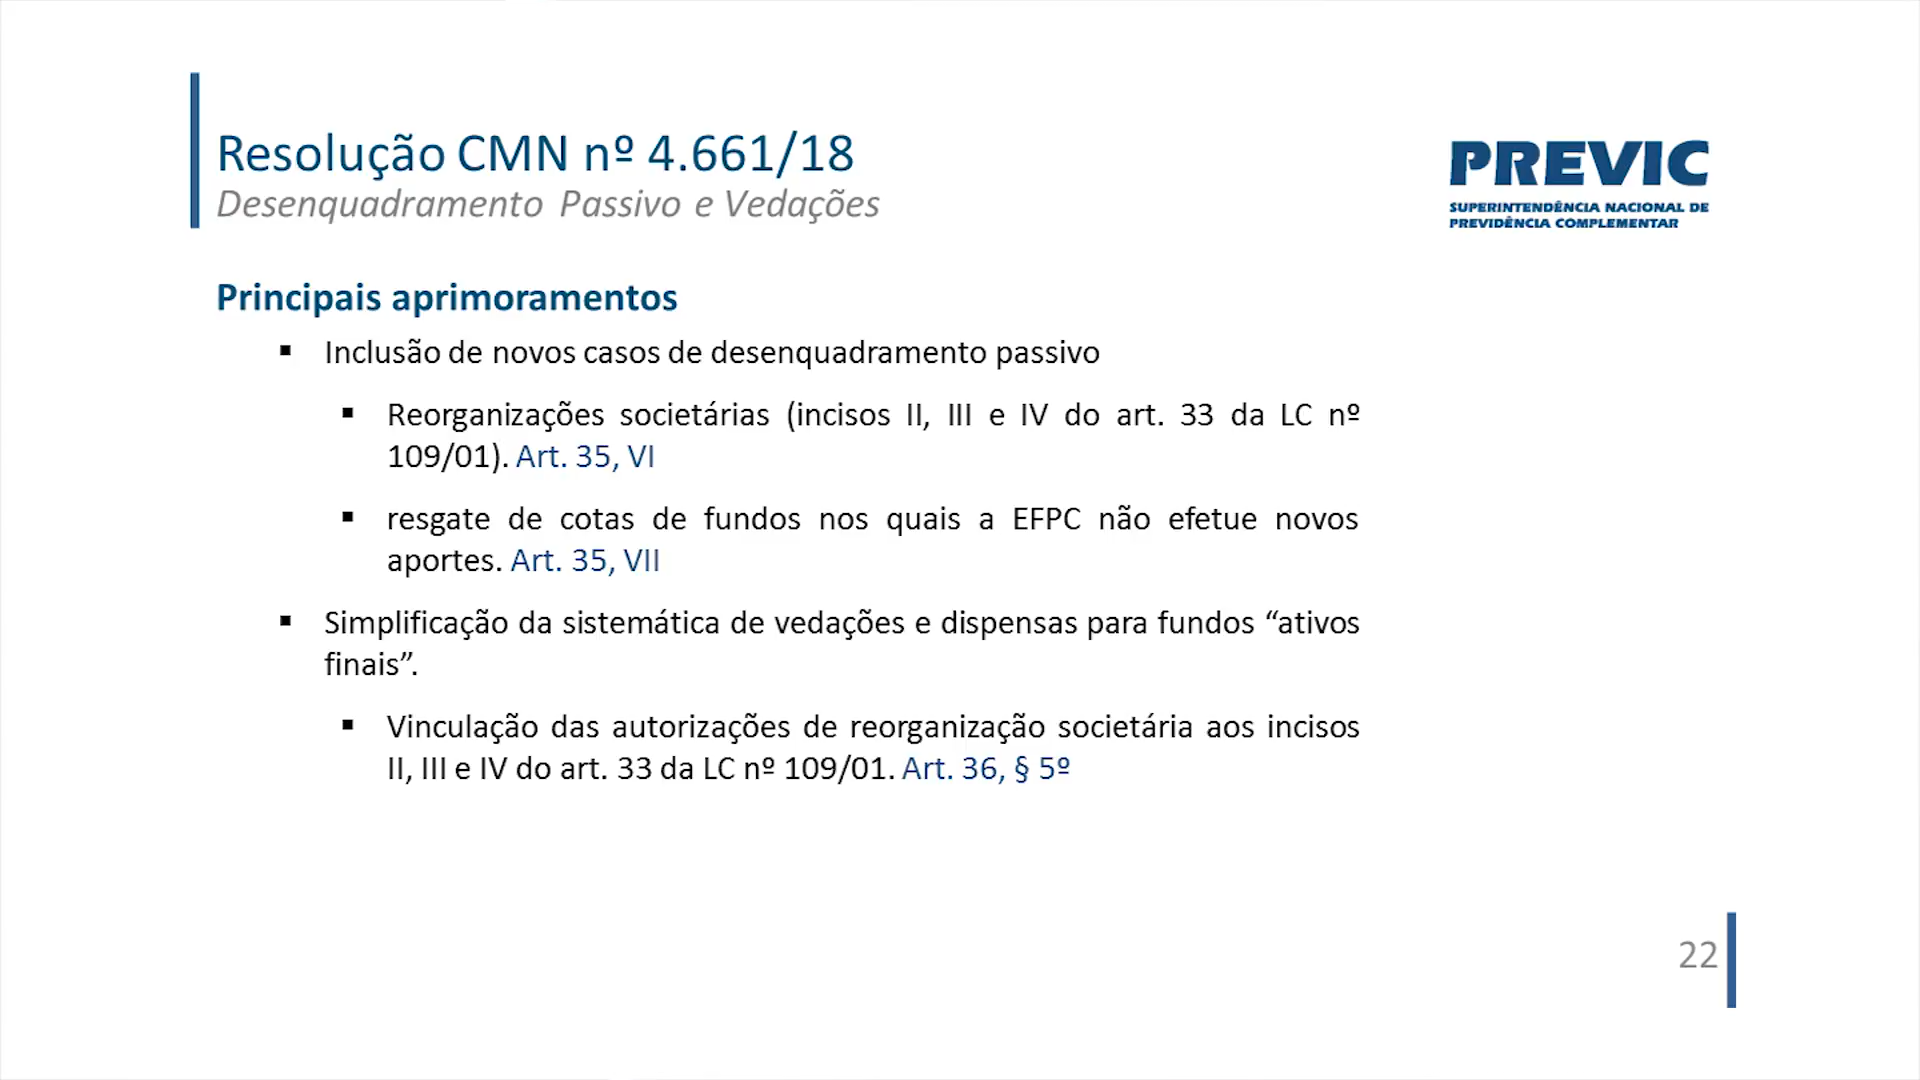 Resolução CMN nº 4.661/18
Desenquadramento Passivo e Vedações
PREVIC
SUPERINTENDÊNCIA NACIONAL DE
PREVIDÊNCIA COMPLEMENTAR
Principais aprimoramentos
▪ Inclusão de novos casos de desenquadramento passivo
▪ Reorganizações societárias (incisos II, III e IV do art. 33 da LC nº
109/01). Art. 35, VI
▪ resgate de cotas de fundos nos quais a EFPC não efetue novos
aportes. Art. 35, VII
▪ Simplificação da sistemática de vedações e dispensas para fundos “ativos
finais”.
▪ Vinculação das autorizações de reorganização societária aos incisos
II, III e IV do art. 33 da LC nº 109/01. Art. 36, § 5º
22